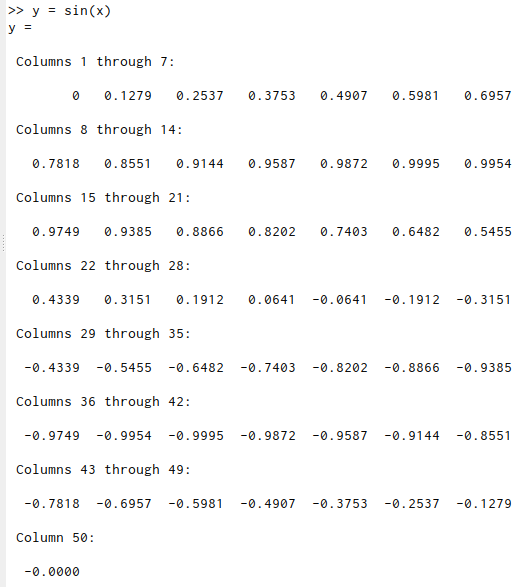 >> y = sin(x)
y =
Columns 1 through 7:
0 0.1279 0.2537 0.3753 0.4907 0.5981 0.6957
Columns 8 through 14:
0.7818 0.8551 0.9144 0.9587 0.9872 0.9995 0.9954
Columns 15 through 21:
0.9749 0.9385 0.8866 0.8202 0.7403 0.6482 0.5455
Columns 22 through 28:
0.4339 0.3151 0.1912 0.0641 -0.0641 -0.1912 -0.3151
Columns 29 through 35:
-0.4339 -0.5455 -0.6482 -0.7403 -0.8202 -0.8866 -0.9385
Columns 36 through 42:
-0.9749 -0.9954 -0.9995 -0.9872 -0.9587 -0.9144 -0.8551
Columns 43 through 49:
-0.7818 -0.6957 -0.5981 -0.4907 -0.3753 -0.2537 -0.1279
Column 50:
-0.0000